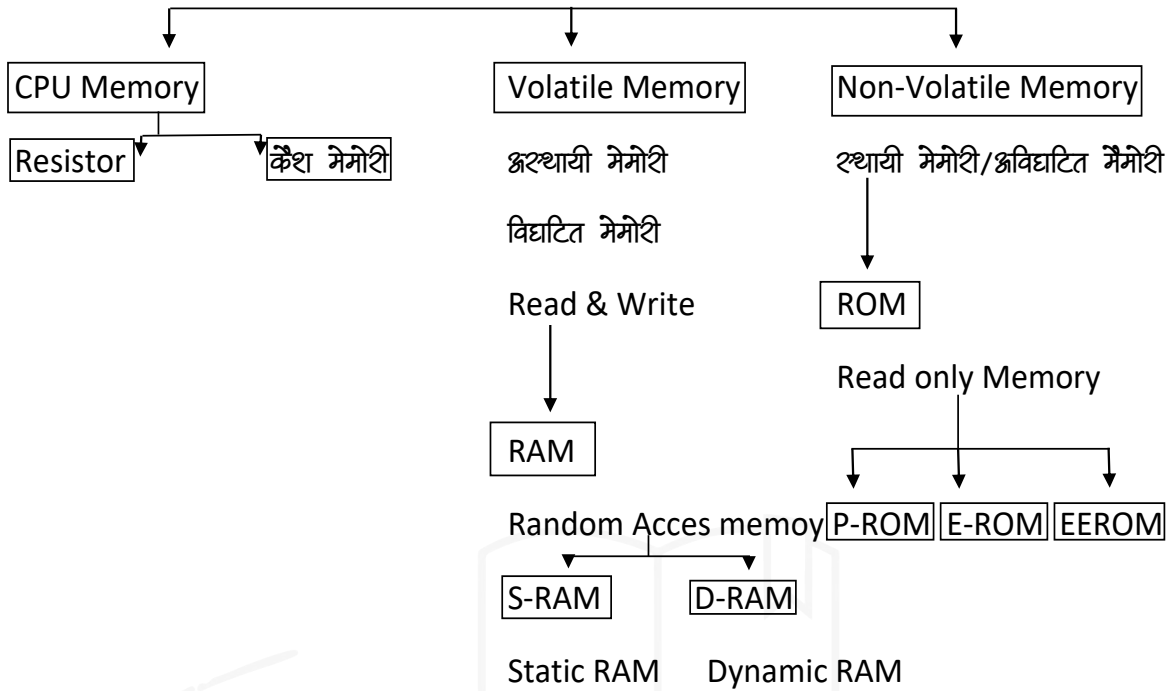 CPU Memory
Volatile Memory
Non-Volatile Memory
Resistor
कैश मेमोरी
अस्थायी मेमोरी
स्थायी मेमोरी/अविघटित मैमोरी
विघटित मेमोरी
Read & Write
ROM
Read only Memory
RAM
Random Acces memoy
P-ROM
E-ROM
EEROM
S-RAM
D-RAM
Static RAM
Dynamic RAM